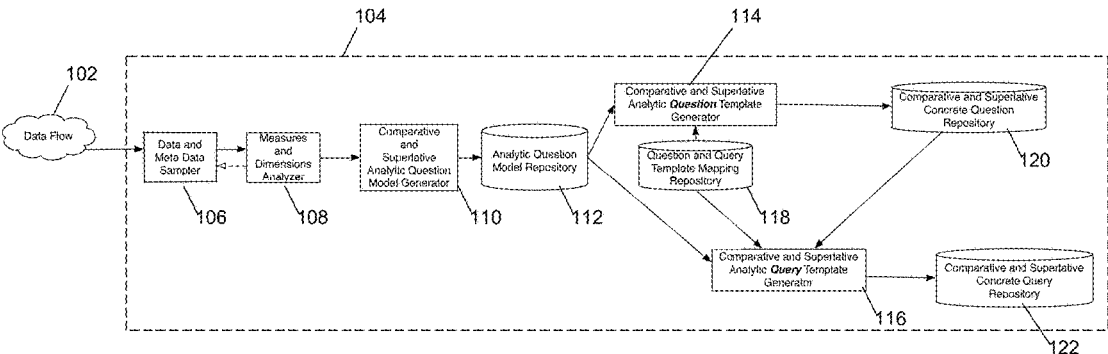 104
114
102
Data Flow
Data and
Meta Data
Sampler
106
Measures and
Dimensions
Analyzer
108
Comparative
and
Superlative
Analytic Question
Model Generator
110
Analytic Question
Model Repository
112
Comparative and Superlative
Analytic Question Template
Generator
Question and Query
Template Mapping
Repository
118
Comparative and Superlative
Concrete Question
Repository
120
Comparative and Superlative
Analytic Query Template
Generator
116
Comparative and Superlative
Concrete Query
Repository
122